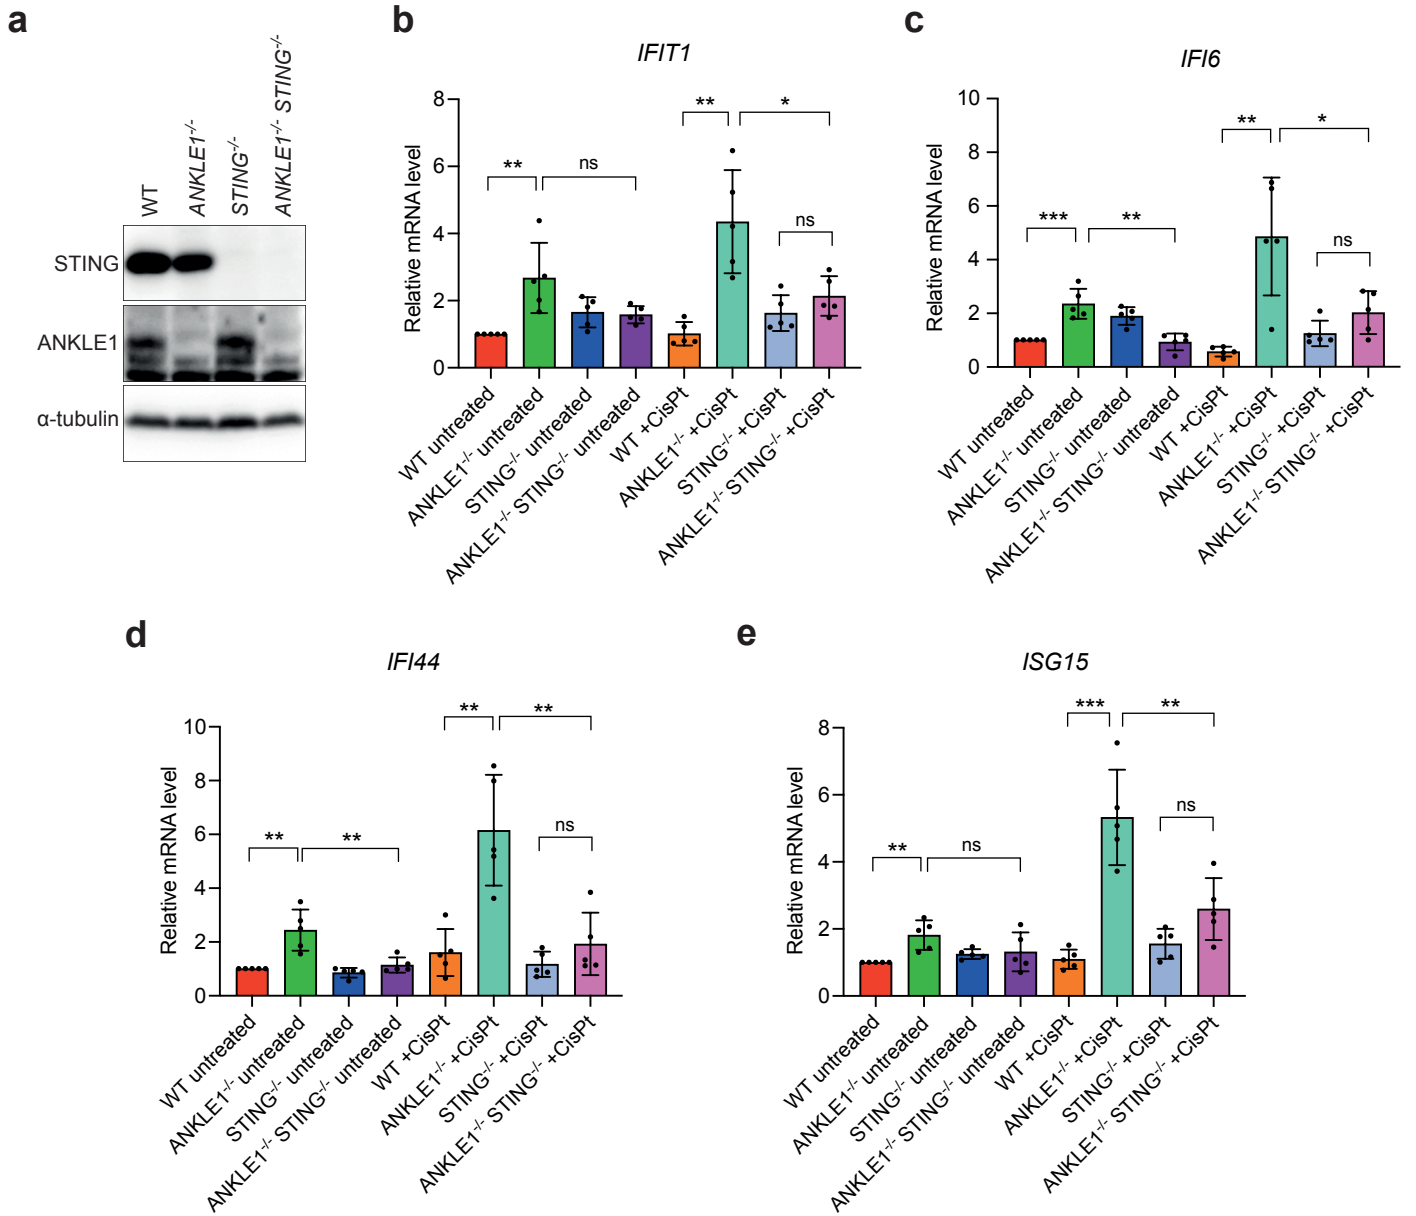 a
WT
ANKLE1-/-
STING-/-
ANKLE1-/- STING-/-
STING
ANKLE1
α-tubulin
b
IFIT1
Relative mRNA level
8
6
4
2
0
**
ns
**
*
ns
WT untreated
ANKLE1-/- untreated
STING-/- untreated
ANKLE1-/- STING-/- untreated
WT +CisPt
ANKLE1-/- +CisPt
STING-/- +CisPt
ANKLE1-/- STING-/- +CisPt
c
IFI6
Relative mRNA level
10
8
6
4
2
0
***
**
**
*
ns
WT untreated
ANKLE1-/- untreated
STING-/- untreated
ANKLE1-/- STING-/- untreated
WT +CisPt
ANKLE1-/- +CisPt
STING-/- +CisPt
ANKLE1-/- STING-/- +CisPt
d
IFI44
Relative mRNA level
10
8
6
4
2
0
**
**
**
**
ns
WT untreated
ANKLE1-/- untreated
STING-/- untreated
ANKLE1-/- STING-/- untreated
WT +CisPt
ANKLE1-/- +CisPt
STING-/- +CisPt
ANKLE1-/- STING-/- +CisPt
e
ISG15
Relative mRNA level
8
6
4
2
0
**
ns
***
**
ns
WT untreated
ANKLE1-/- untreated
STING-/- untreated
ANKLE1-/- STING-/- untreated
WT +CisPt
ANKLE1-/- +CisPt
STING-/- +CisPt
ANKLE1-/- STING-/- +CisPt